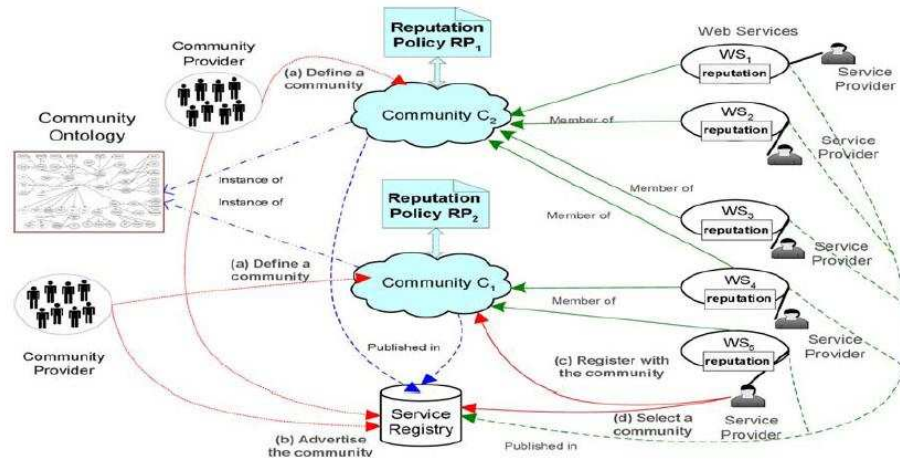 Community
Provider
(a) Define a
community
Reputation
Policy RP1
Community C2
Community
Ontology
Instance of
Instance of
Reputation
Policy RP2
(a) Define a
community
Community C1
Community
Provider
Published in
Service
Registry
(b) Advertise
the community
Web Services
WS1
reputation
Service
Provider
Member of
WS2
reputation
Service
Provider
Member of
Member of
WS3
reputation
Service
Provider
Member of
WS4
reputation
Service
Provider
WS5
reputation
(c) Register with
the community
(d) Select a
community
Service
Provider
Published in